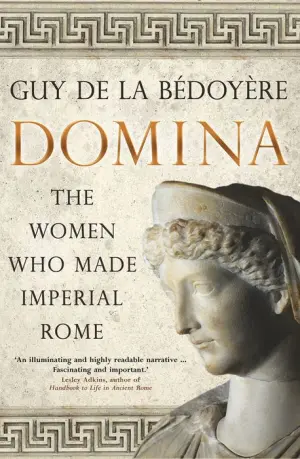 GUY DE LA BÉDOYÈRE
DOMINA
THE
WOMEN
WHO MADE
IMPERIAL
ROME
'An illuminating and highly readable narrative ...
Fascinating and important.'
Lesley Adkins, author of
Handbook to Life in Ancient Rome